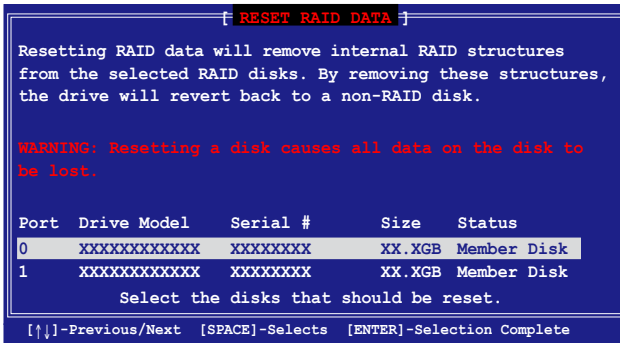 [ RESET RAID DATA ]
Resetting RAID data will remove internal RAID structures
from the selected RAID disks. By removing these structures,
the drive will revert back to a non-RAID disk.
WARNING: Resetting a disk causes all data on the disk to
be lost.
Port Drive Model Serial # Size Status
0 XXXXXXXXXXXX XXXXXXXX XX.XGB Member Disk
1 XXXXXXXXXXXX XXXXXXXX XX.XGB Member Disk
Select the disks that should be reset.
[↑↓]-Previous/Next [SPACE]-Selects [ENTER]-Selection Complete